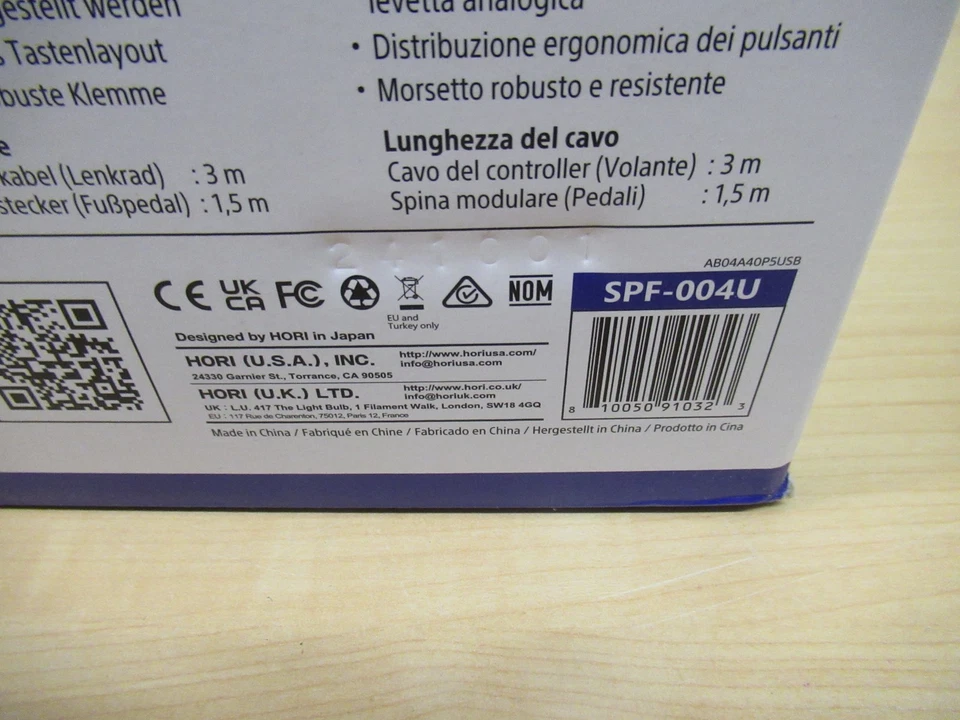 gestellt werden
s Tastenlayout
buste Klemme
e
kabel (Lenkrad) : 3 m
stecker (Fußpedal) : 1,5 m
levetta analogica
• Distribuzione ergonomica dei pulsanti
• Morsetto robusto e resistente
Lunghezza del cavo
Cavo del controller (Volante) : 3 m
Spina modulare (Pedali) : 1,5 m
AB04A40P5USB
CE UK CA FC NOM
EU and
Turkey only
Designed by HORI in Japan
HORI (U.S.A.), INC.
24330 Garnier St., Torrance, CA 90505
http://www.horiusa.com/
info@horiusa.com
HORI (U.K.) LTD.
http://www.hori.co.uk/
info@horiuk.com
UK : L.U. 417 The Light Bulb, 1 Filament Walk, London, SW18 4GQ
EU : 117 Rue de Charenton, 75012, Paris 12, France
Made in China / Fabriqué en Chine / Fabricado en China / Hergestellt in China / Prodotto in Cina
SPF-004U
8 10050 91032 3